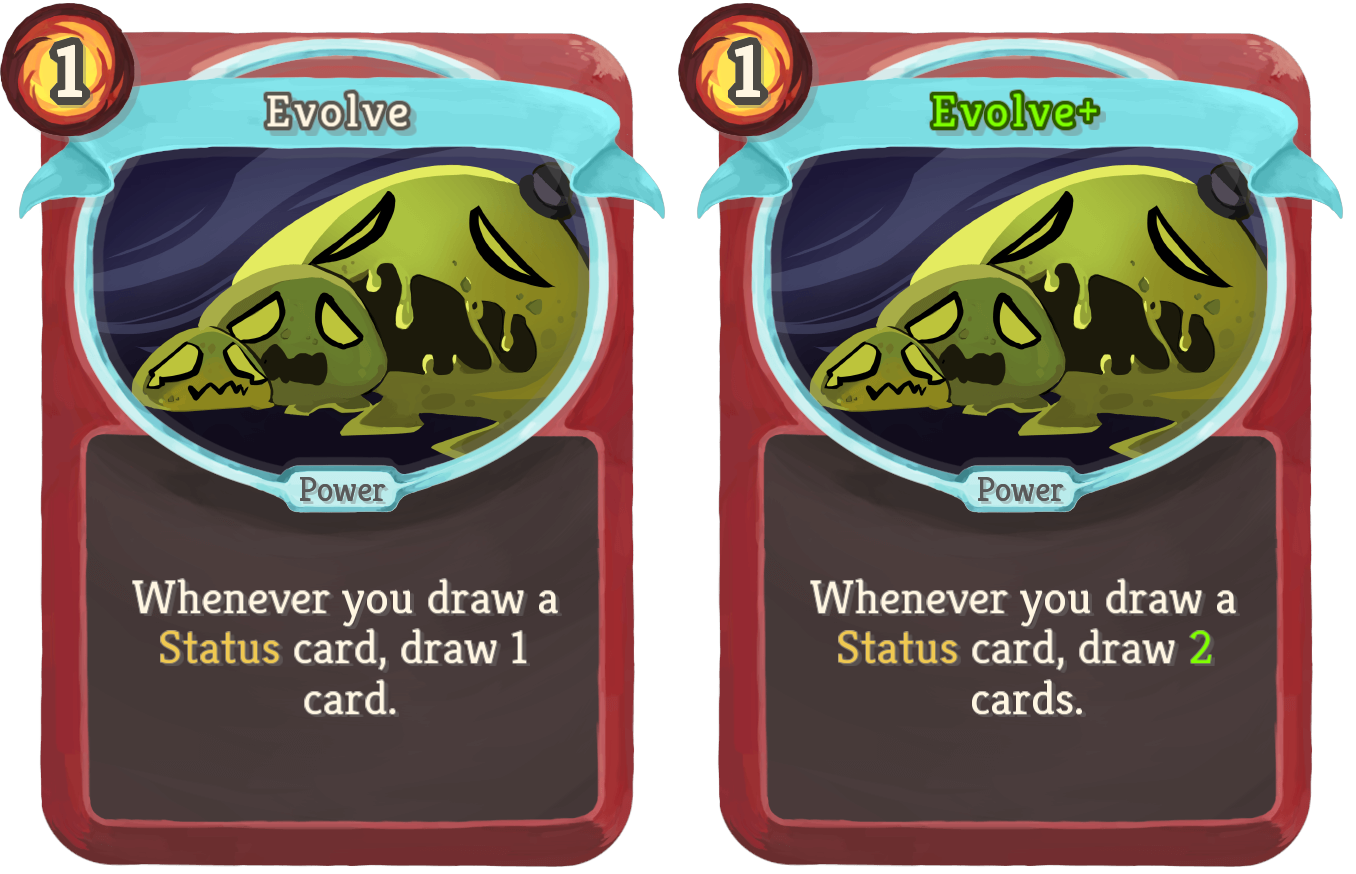 1
Evolve
Power
Whenever you draw a
Status card, draw 1
card.
1
Evolve+
Power
Whenever you draw a
Status card, draw 2
cards.